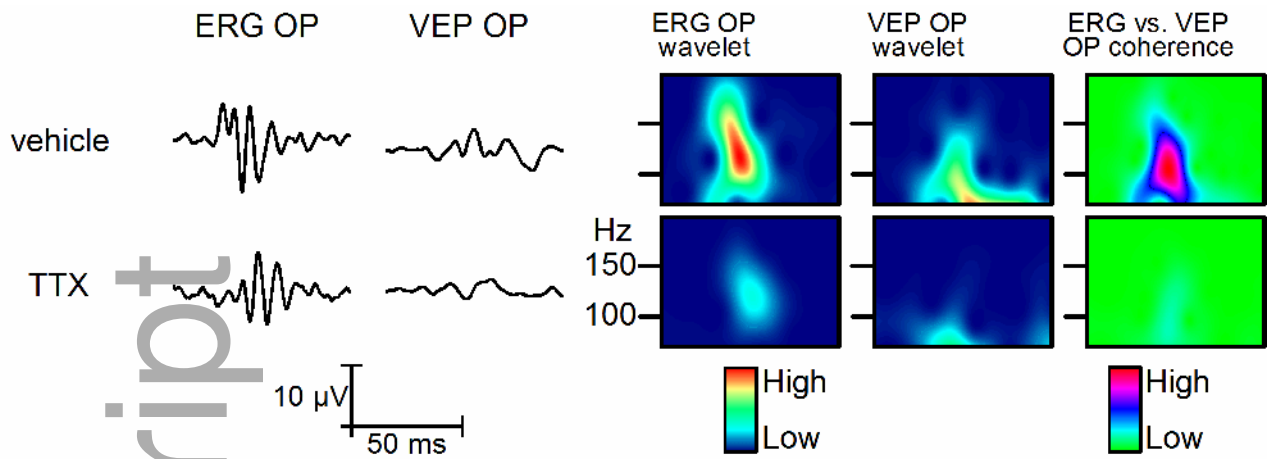 ERG OP
VEP OP
ERG OP
wavelet
VEP OP
wavelet
ERG vs. VEP
OP coherence
vehicle
TTX
Hz
150
100
10 µV
50 ms
High
Low
High
Low
ript